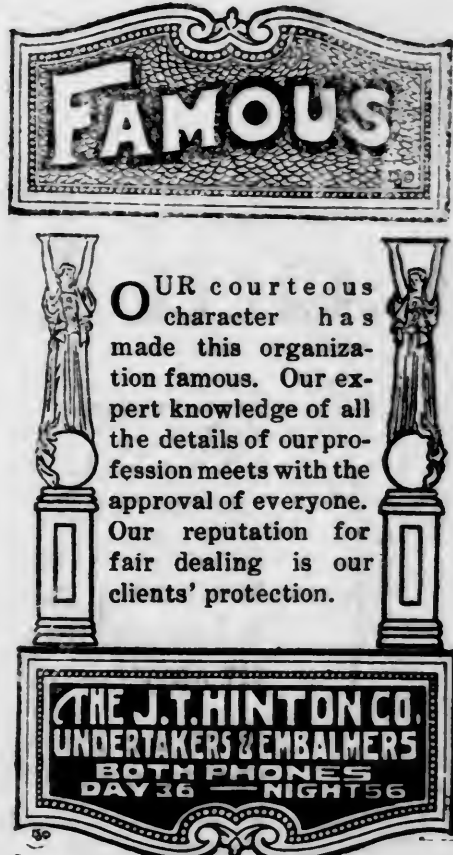 FAMOUS
OUR courteous
character has
made this organiza-
tion famous. Our ex-
pert knowledge of all
the details of our pro-
fession meets with the
approval of everyone.
Our reputation for
fair dealing is our
clients' protection.
THE J.T. HINTON CO.
UNDERTAKERS & EMBALMERS
BOTH PHONES
DAY 36 — NIGHT 56